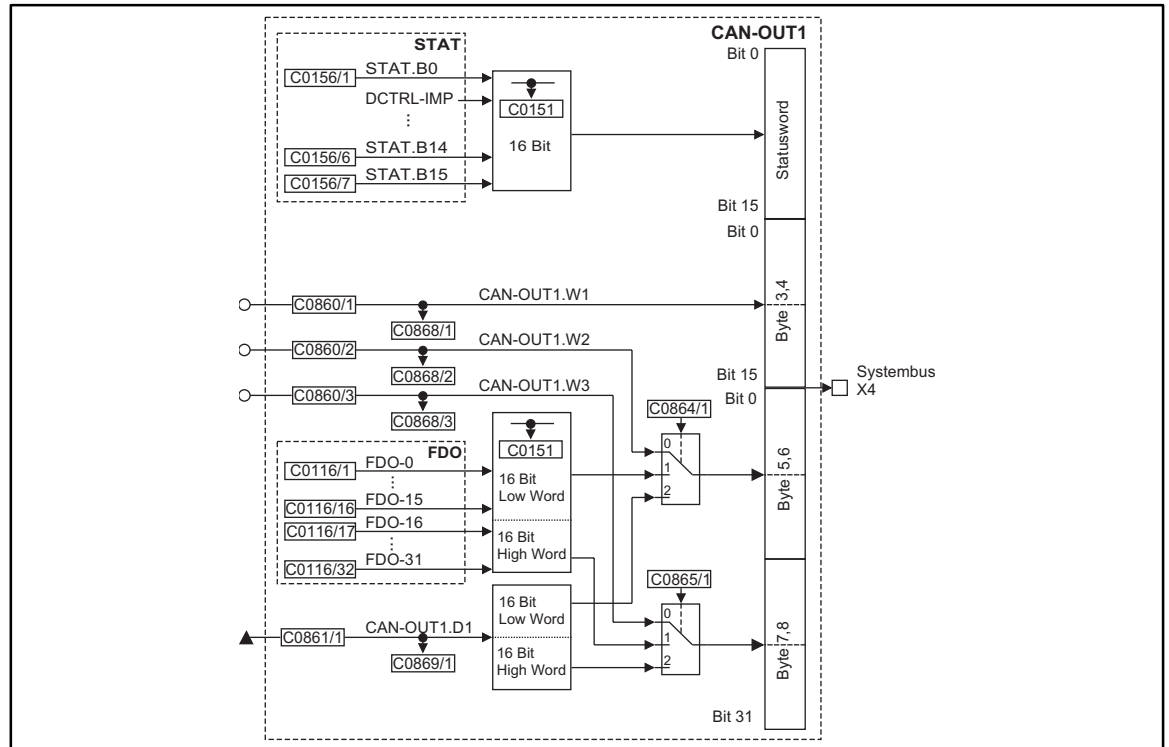 CAN-OUT1
STAT
Bit 0
C0156/1 STAT.B0
DCTRL-IMP
C0151
16 Bit
Statusword
C0156/6 STAT.B14
C0156/7 STAT.B15
Bit 15
Bit 0
C0860/1 CAN-OUT1.W1
C0868/1
Byte 3,4
C0860/2 CAN-OUT1.W2
C0868/2
Bit 15
Systembus
X4
C0860/3 CAN-OUT1.W3
C0868/3
Bit 0
C0864/1
FDO
C0151
0
1
2
C0116/1 FDO-0
16 Bit
Low Word
Byte 5,6
C0116/16 FDO-15
C0116/17 FDO-16
16 Bit
High Word
C0116/32 FDO-31
C0865/1
16 Bit
Low Word
0
1
2
C0861/1 CAN-OUT1.D1
C0869/1
16 Bit
High Word
Byte 7,8
Bit 31